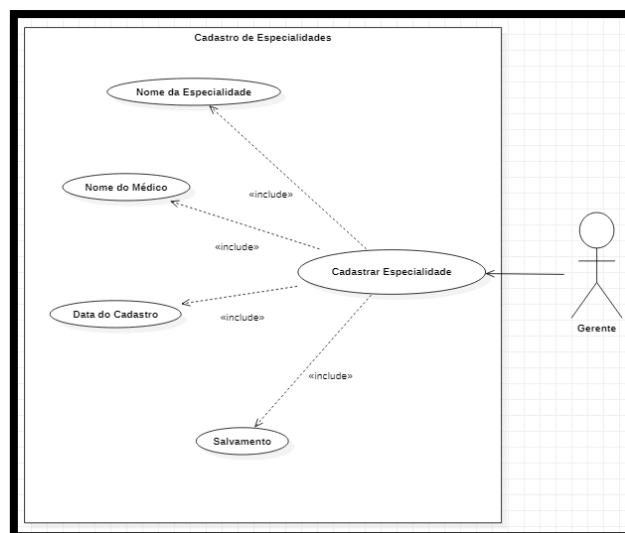 Cadastro de Especialidades
Nome da Especialidade
Nome do Médico
«include»
«include»
Cadastrar Especialidade
Data do Cadastro
«include»
Gerente
«include»
Salvamento